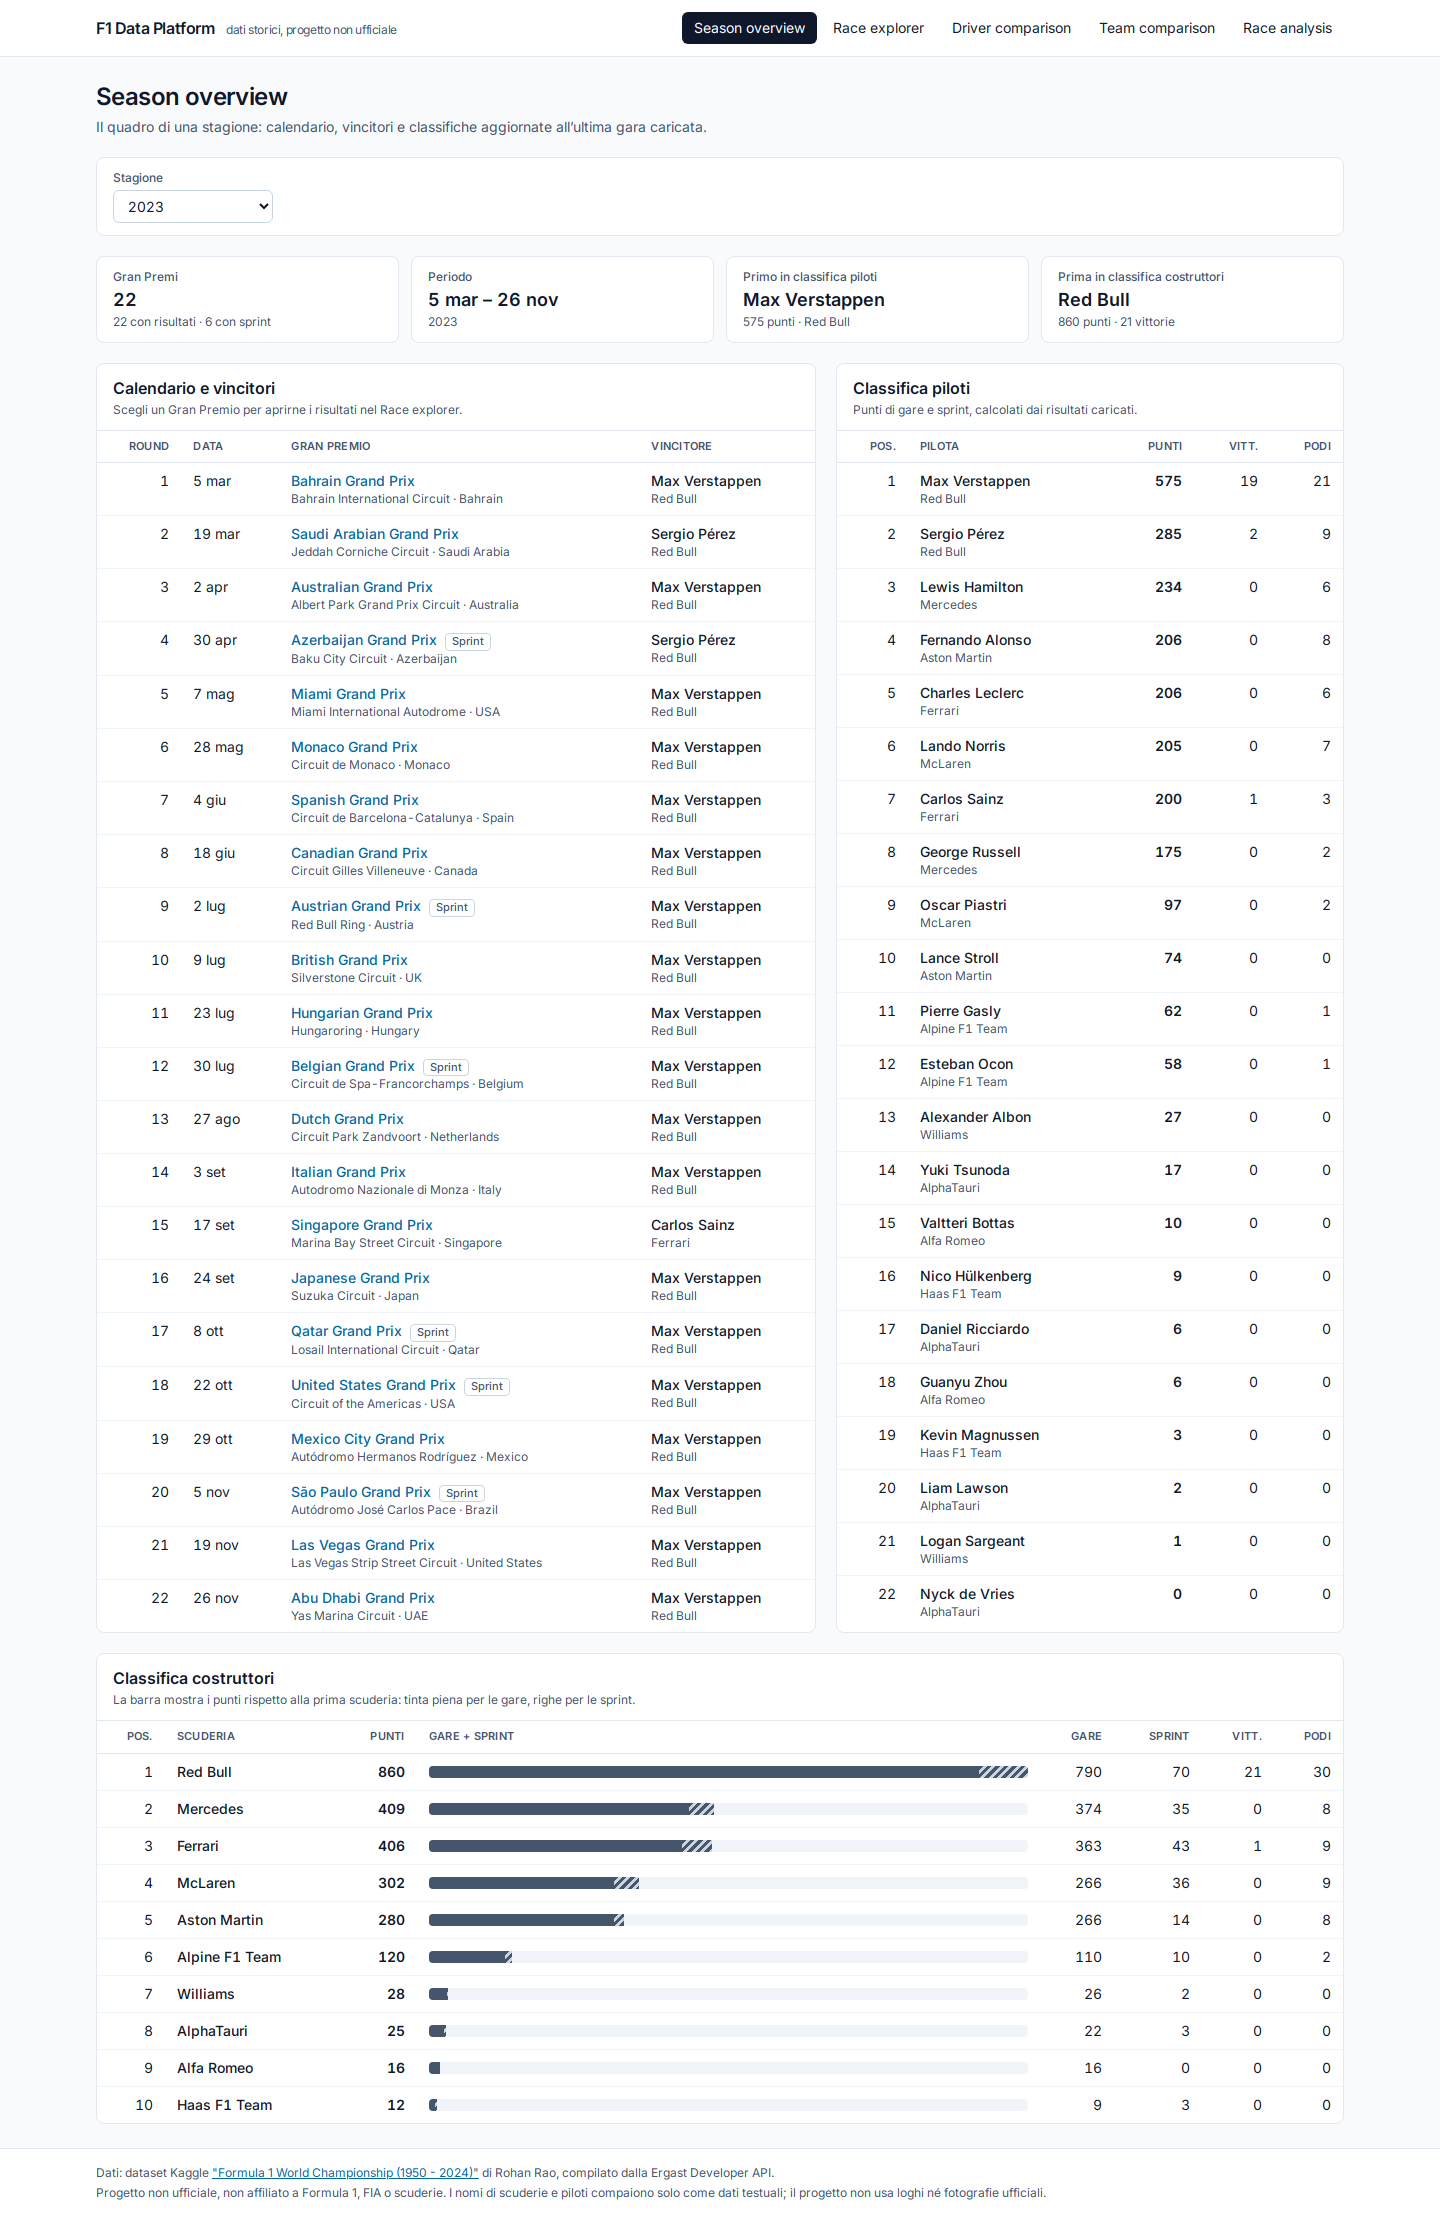 F1 Data Platform dati storici, progetto non ufficiale Season overview Race explorer Driver comparison Team comparison Race analysis
Season overview
Il quadro di una stagione: calendario, vincitori e classifiche aggiornate all'ultima gara caricata.
Stagione
2023
Gran Premi
22
22 con risultati · 6 con sprint
Periodo
5 mar – 26 nov
2023
Primo in classifica piloti
Max Verstappen
575 punti · Red Bull
Prima in classifica costruttori
Red Bull
860 punti · 21 vittorie
Calendario e vincitori
Scegli un Gran Premio per aprirne i risultati nel Race explorer.
ROUND DATA GRAN PREMIO VINCITORE
1 5 mar Bahrain Grand Prix Max Verstappen
Bahrain International Circuit · Bahrain Red Bull
2 19 mar Saudi Arabian Grand Prix Sergio Pérez
Jeddah Corniche Circuit · Saudi Arabia Red Bull
3 2 apr Australian Grand Prix Max Verstappen
Albert Park Grand Prix Circuit · Australia Red Bull
4 30 apr Azerbaijan Grand Prix Sprint Sergio Pérez
Baku City Circuit · Azerbaijan Red Bull
5 7 mag Miami Grand Prix Max Verstappen
Miami International Autodrome · USA Red Bull
6 28 mag Monaco Grand Prix Max Verstappen
Circuit de Monaco · Monaco Red Bull
7 4 giu Spanish Grand Prix Max Verstappen
Circuit de Barcelona-Catalunya · Spain Red Bull
8 18 giu Canadian Grand Prix Max Verstappen
Circuit Gilles Villeneuve · Canada Red Bull
9 2 lug Austrian Grand Prix Sprint Max Verstappen
Red Bull Ring · Austria Red Bull
10 9 lug British Grand Prix Max Verstappen
Silverstone Circuit · UK Red Bull
11 23 lug Hungarian Grand Prix Max Verstappen
Hungaroring · Hungary Red Bull
12 30 lug Belgian Grand Prix Sprint Max Verstappen
Circuit de Spa-Francorchamps · Belgium Red Bull
13 27 ago Dutch Grand Prix Max Verstappen
Circuit Park Zandvoort · Netherlands Red Bull
14 3 set Italian Grand Prix Max Verstappen
Autodromo Nazionale di Monza · Italy Red Bull
15 17 set Singapore Grand Prix Carlos Sainz
Marina Bay Street Circuit · Singapore Ferrari
16 24 set Japanese Grand Prix Max Verstappen
Suzuka Circuit · Japan Red Bull
17 8 ott Qatar Grand Prix Sprint Max Verstappen
Losail International Circuit · Qatar Red Bull
18 22 ott United States Grand Prix Sprint Max Verstappen
Circuit of the Americas · USA Red Bull
19 29 ott Mexico City Grand Prix Max Verstappen
Autódromo Hermanos Rodríguez · Mexico Red Bull
20 5 nov São Paulo Grand Prix Sprint Max Verstappen
Autódromo José Carlos Pace · Brazil Red Bull
21 19 nov Las Vegas Grand Prix Max Verstappen
Las Vegas Strip Street Circuit · United States Red Bull
22 26 nov Abu Dhabi Grand Prix Max Verstappen
Yas Marina Circuit · UAE Red Bull
Classifica piloti
Punti di gare e sprint, calcolati dai risultati caricati.
POS. PILOTA PUNTI VITT. PODI
1 Max Verstappen 575 19 21
Red Bull
2 Sergio Pérez 285 2 9
Red Bull
3 Lewis Hamilton 234 0 6
Mercedes
4 Fernando Alonso 206 0 8
Aston Martin
5 Charles Leclerc 206 0 6
Ferrari
6 Lando Norris 205 0 7
McLaren
7 Carlos Sainz 200 1 3
Ferrari
8 George Russell 175 0 2
Mercedes
9 Oscar Piastri 97 0 2
McLaren
10 Lance Stroll 74 0 0
Aston Martin
11 Pierre Gasly 62 0 1
Alpine F1 Team
12 Esteban Ocon 58 0 1
Alpine F1 Team
13 Alexander Albon 27 0 0
Williams
14 Yuki Tsunoda 17 0 0
AlphaTauri
15 Valtteri Bottas 10 0 0
Alfa Romeo
16 Nico Hülkenberg 9 0 0
Haas F1 Team
17 Daniel Ricciardo 6 0 0
AlphaTauri
18 Guanyu Zhou 6 0 0
Alfa Romeo
19 Kevin Magnussen 3 0 0
Haas F1 Team
20 Liam Lawson 2 0 0
AlphaTauri
21 Logan Sargeant 1 0 0
Williams
22 Nyck de Vries 0 0 0
AlphaTauri
Classifica costruttori
La barra mostra i punti rispetto alla prima scuderia: tinta piena per le gare, righe per le sprint.
POS. SCUDERIA PUNTI GARE + SPRINT GARE SPRINT VITT. PODI
1 Red Bull 860 790 70 21 30
2 Mercedes 409 374 35 0 8
3 Ferrari 406 363 43 1 9
4 McLaren 302 266 36 0 9
5 Aston Martin 280 266 14 0 8
6 Alpine F1 Team 120 110 10 0 2
7 Williams 28 26 2 0 0
8 AlphaTauri 25 22 3 0 0
9 Alfa Romeo 16 16 0 0 0
10 Haas F1 Team 12 9 3 0 0
Dati: dataset Kaggle "Formula 1 World Championship (1950 - 2024)" di Rohan Rao, compilato dalla Ergast Developer API.
Progetto non ufficiale, non affiliato a Formula 1, FIA o scuderie. I nomi di scuderie e piloti compaiono solo come dati testuali; il progetto non usa loghi né fotografie ufficiali.